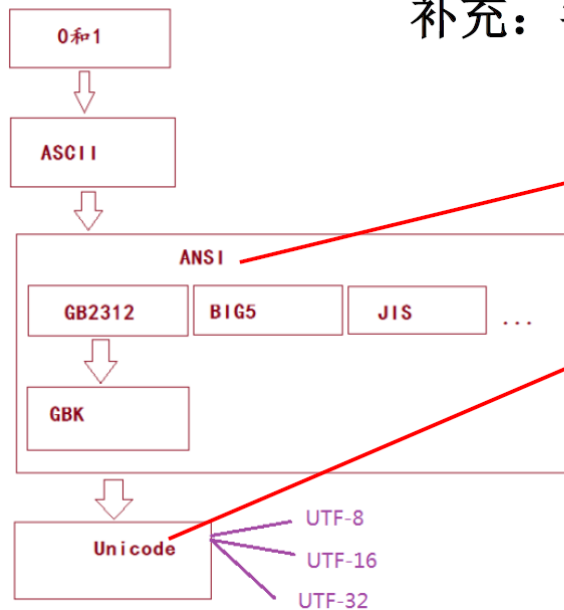 补充：
0和1
ASCII
ANSI
GB2312
BIG5
JIS
...
GBK
Unicode
UTF-8
UTF-16
UTF-32